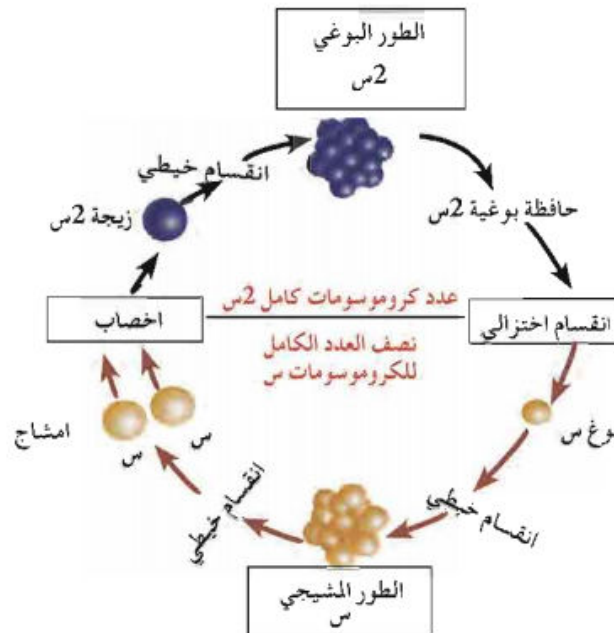 الطور البوغي
2س
انقسام خيطي
حافظة بوغية 2س
زيجة 2س
عدد كروموسومات كامل 2س
اخصاب
انقسام اختزالي
نصف العدد الكامل
للكروموسومات س
امشاج
س
س
بوغ س
انقسام خيطي
انقسام خيطي
الطور المشيجي
س